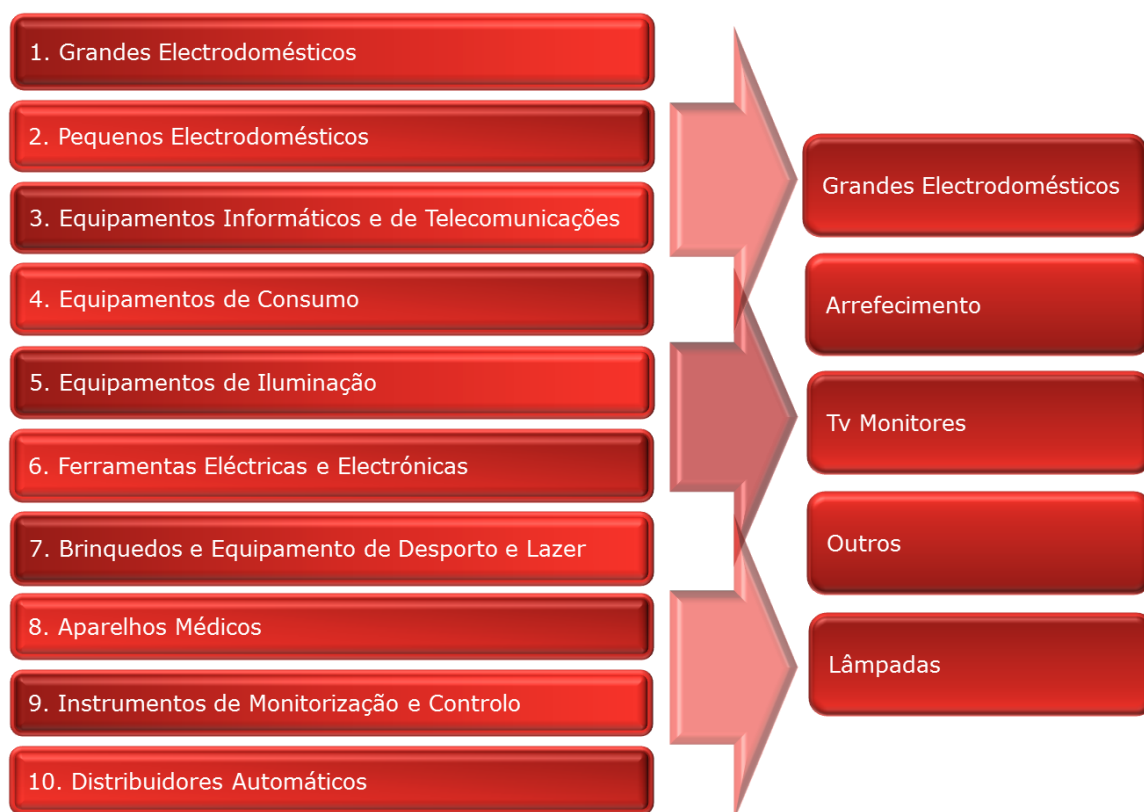 1. Grandes Electrodomésticos
2. Pequenos Electrodomésticos
3. Equipamentos Informáticos e de Telecomunicações
4. Equipamentos de Consumo
5. Equipamentos de Iluminação
6. Ferramentas Eléctricas e Electrónicas
7. Brinquedos e Equipamento de Desporto e Lazer
8. Aparelhos Médicos
9. Instrumentos de Monitorização e Controlo
10. Distribuidores Automáticos
Grandes Electrodomésticos
Arrefecimento
Tv Monitores
Outros
Lâmpadas